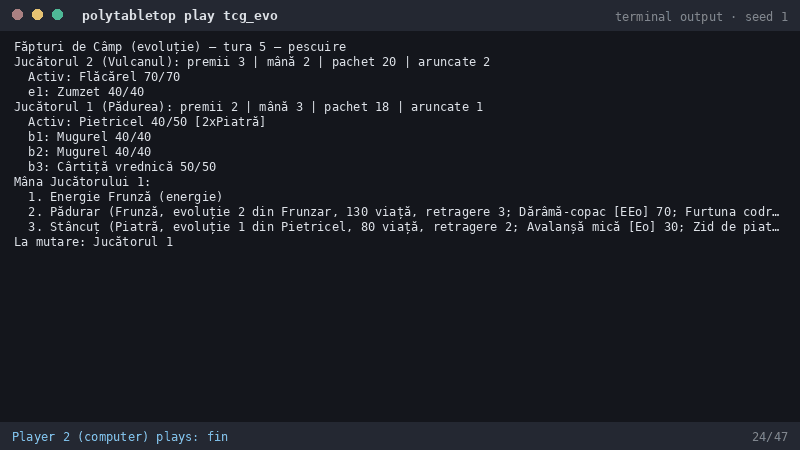 polytabletop play tcg_evo
terminal output · seed 1
Făpturi de Câmp (evoluție) — tura 5 — pescuire
Jucătorul 2 (Vulcanul): premii 3 | mână 2 | pachet 20 | aruncate 2
Activ: Flăcărel 70/70
e1: Zumzet 40/40
Jucătorul 1 (Pădurea): premii 2 | mână 3 | pachet 18 | aruncate 1
Activ: Pietricel 40/50 [2xPiatră]
b1: Mugurel 40/40
b2: Mugurel 40/40
b3: Cârtiță vrednică 50/50
Mâna Jucătorului 1:
1. Energie Frunză (energie)
2. Pădurar (Frunză, evoluție 2 din Frunzar, 130 viață, retragere 3; Dărâmă-copac [EEo] 70; Furtuna codr…
3. Stâncuț (Piatră, evoluție 1 din Pietricel, 80 viață, retragere 2; Avalanșă mică [Eo] 30; Zid de piat…
La mutare: Jucătorul 1
Player 2 (computer) plays: fin
24/47